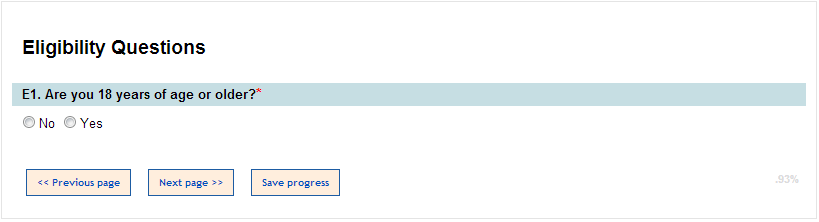 Eligibility Questions
E1. Are you 18 years of age or older?*
No Yes
<< Previous page Next page >> Save progress .93%